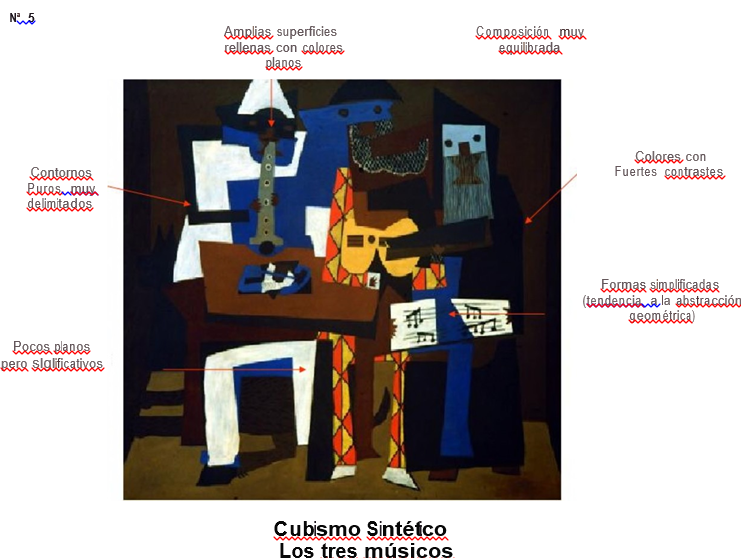 Nª 5
Amplias superficies
rellenas con colores
planos
Composición muy
equilibrada
Contornos
Puros muy
delimitados
Colores con
Fuertes contrastes
Formas simplificadas
(tendencia a la abstracción
geométrica)
Pocos planos
pero significativos
Cubismo Sintético
Los tres músicos